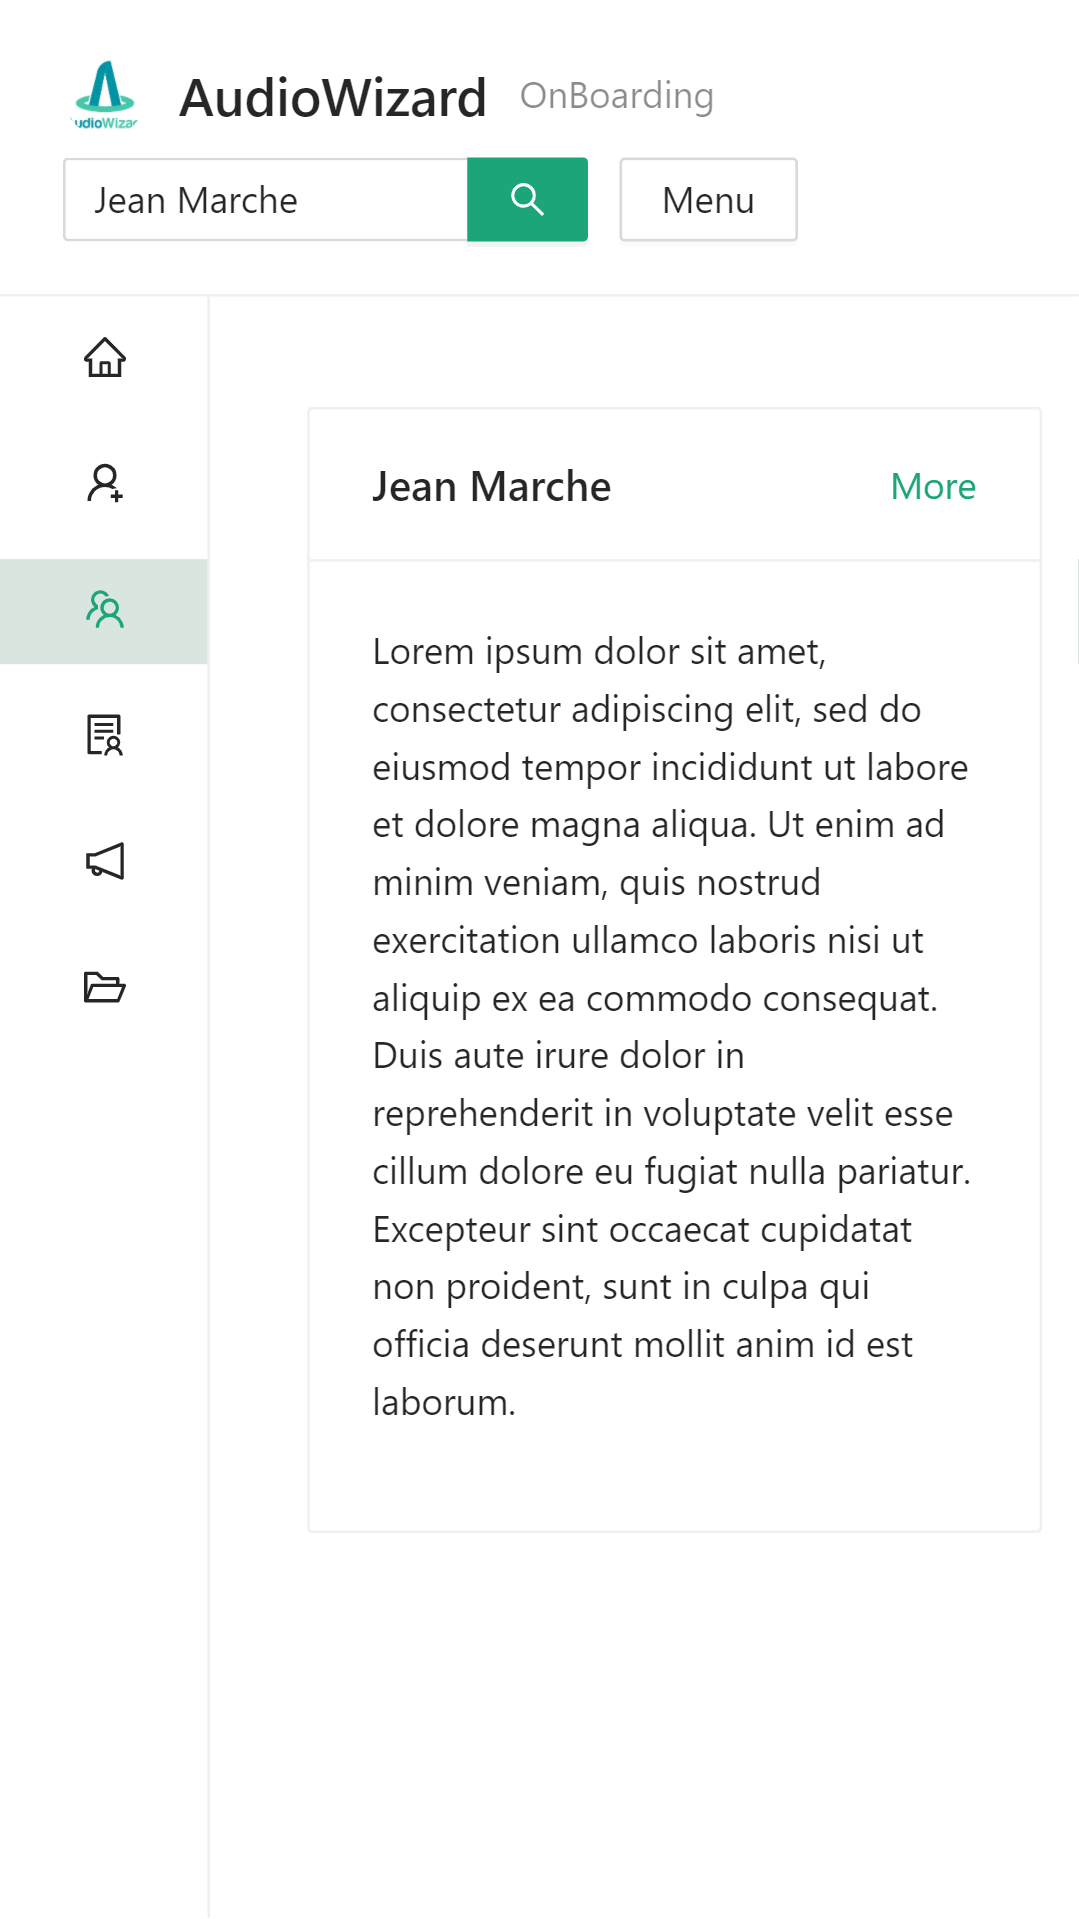 udioWizar
AudioWizard OnBoarding
Jean Marche
Menu
Jean Marche
More
Lorem ipsum dolor sit amet,
consectetur adipiscing elit, sed do
eiusmod tempor incididunt ut labore
et dolore magna aliqua. Ut enim ad
minim veniam, quis nostrud
exercitation ullamco laboris nisi ut
aliquip ex ea commodo consequat.
Duis aute irure dolor in
reprehenderit in voluptate velit esse
cillum dolore eu fugiat nulla pariatur.
Excepteur sint occaecat cupidatat
non proident, sunt in culpa qui
officia deserunt mollit anim id est
laborum.